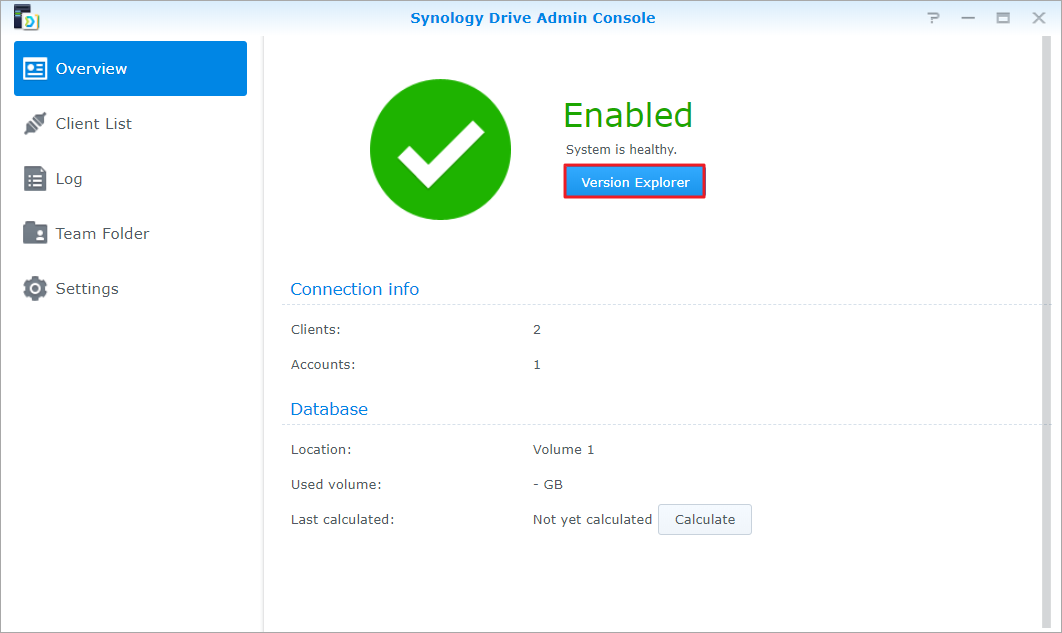 Synology Drive Admin Console
Overview
Client List
Log
Team Folder
Settings
Enabled
System is healthy.
Version Explorer
Connection info
Clients: 2
Accounts: 1
Database
Location: Volume 1
Used volume: - GB
Last calculated: Not yet calculated Calculate